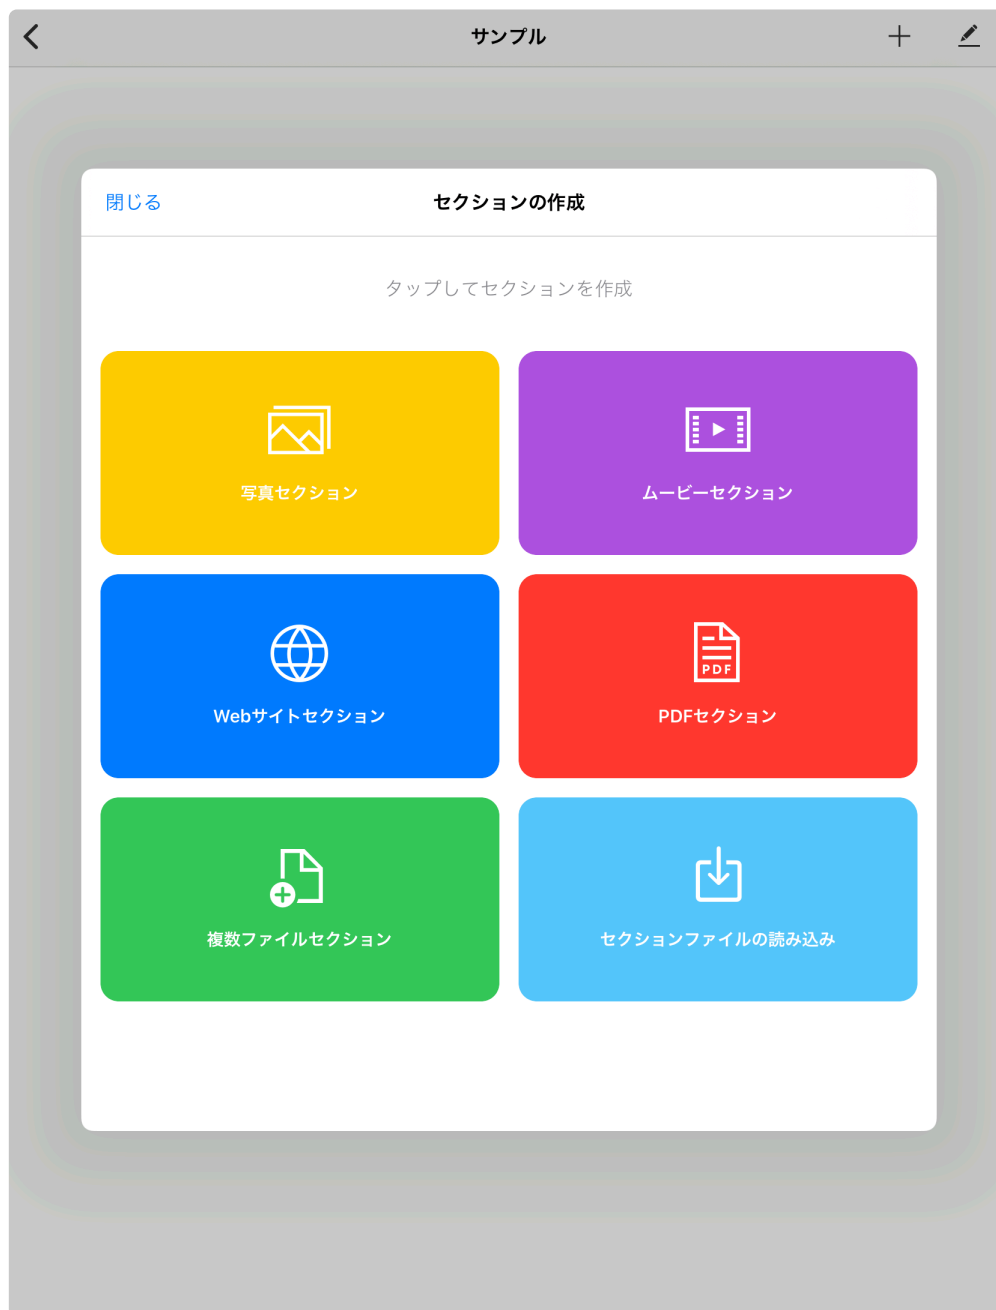 サンプル
閉じる
セクションの作成
タップしてセクションを作成
写真セクション
ムービーセクション
Webサイトセクション
PDF
PDFセクション
複数ファイルセクション
セクションファイルの読み込み